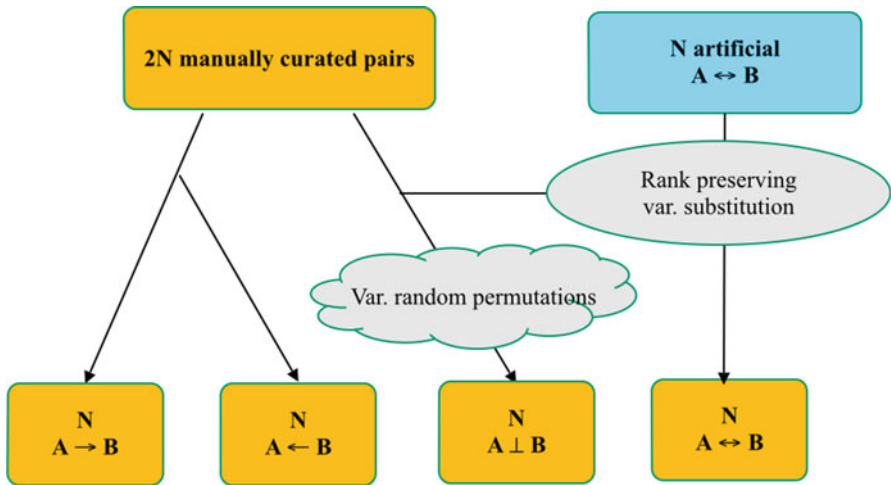 2N manually curated pairs
N artificial
A ↔ B
Rank preserving
var. substitution
Var. random permutations
N
A → B
N
A ← B
N
A ⊥ B
N
A ↔ B